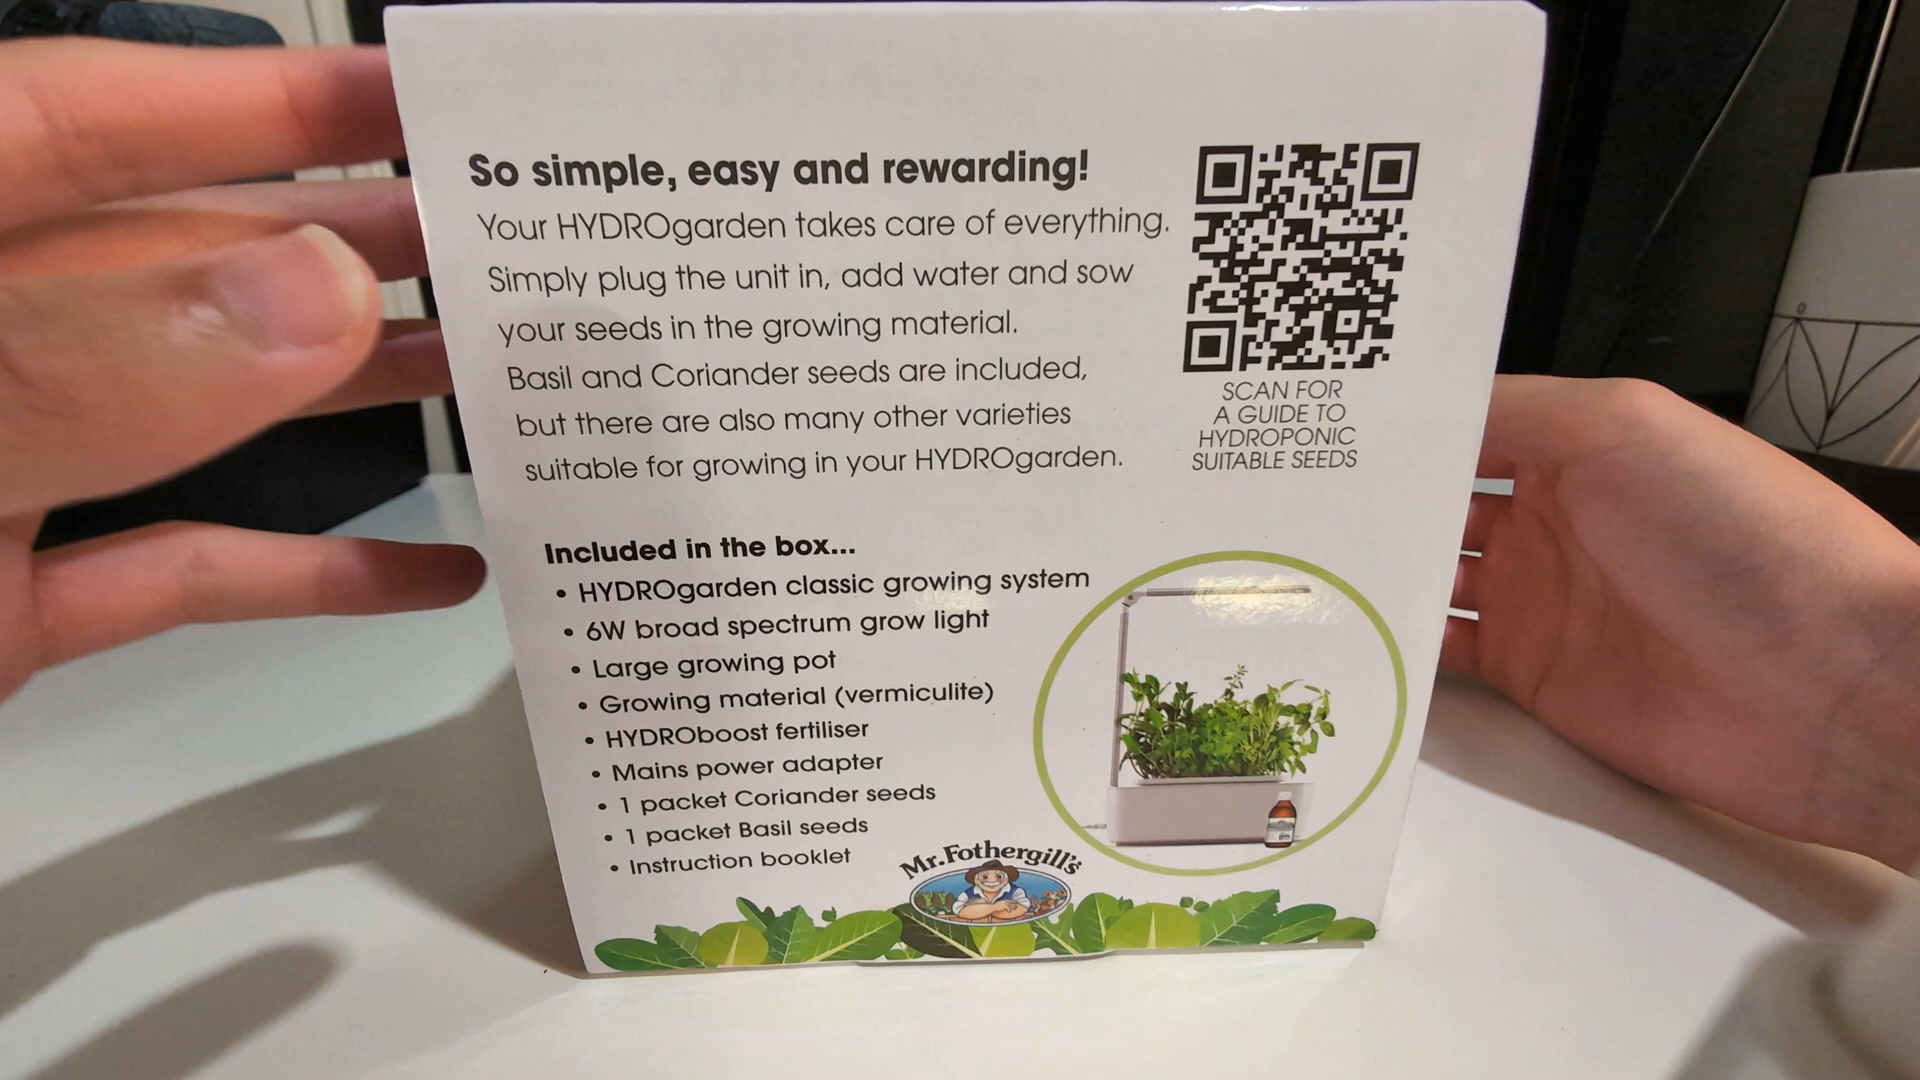 So simple, easy and rewarding!
Your HYDROgarden takes care of everything.
Simply plug the unit in, add water and sow
your seeds in the growing material.
Basil and Coriander seeds are included,
but there are also many other varieties
suitable for growing in your HYDROgarden.
SCAN FOR
A GUIDE TO
HYDROPONIC
SUITABLE SEEDS
Included in the box...
• HYDROgarden classic growing system
• 6W broad spectrum grow light
• Large growing pot
• Growing material (vermiculite)
• HYDROboost fertiliser
• Mains power adapter
• 1 packet Coriander seeds
• 1 packet Basil seeds
• Instruction booklet
Mr.Fothergill's